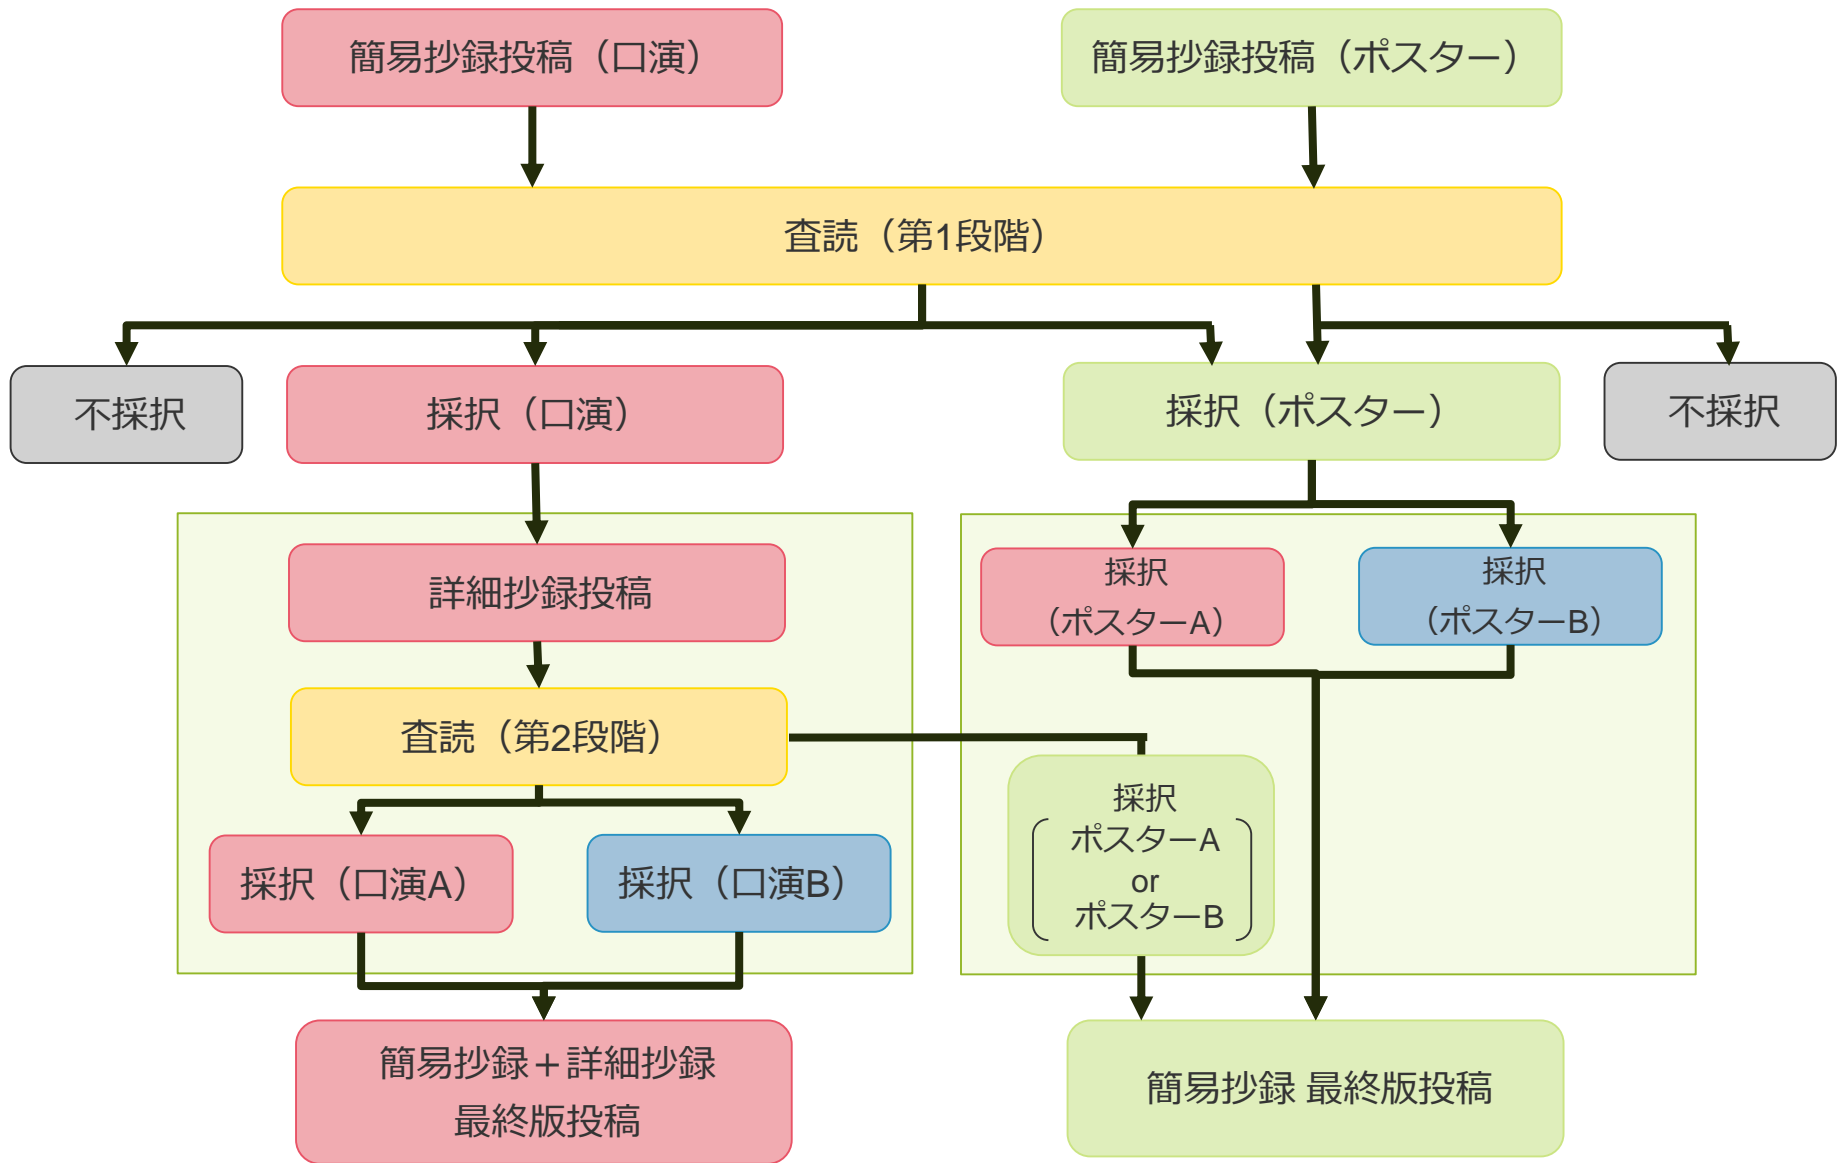 簡易抄録投稿（口演）
簡易抄録投稿（ポスター）
査読（第1段階）
不採択
採択（口演）
採択（ポスター）
不採択
詳細抄録投稿
採択
（ポスターA）
採択
（ポスターB）
査読（第2段階）
採択
ポスターA
or
ポスターB
採択（口演A）
採択（口演B）
簡易抄録＋詳細抄録
最終版投稿
簡易抄録 最終版投稿